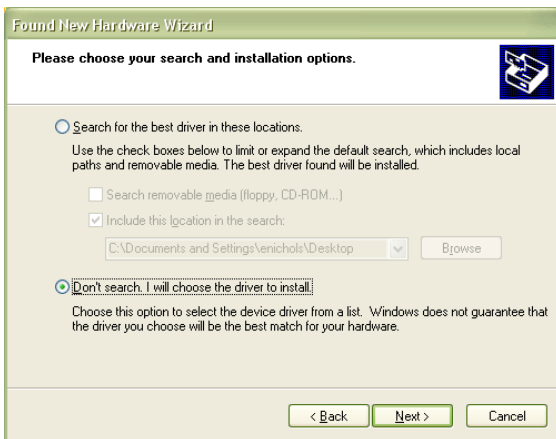 Found New Hardware Wizard
Please choose your search and installation options.
Search for the best driver in these locations.
Use the check boxes below to limit or expand the default search, which includes local
paths and removable media. The best driver found will be installed.
Search removable media (floppy, CD-ROM...)
Include this location in the search:
C:\Documents and Settings\enichols\Desktop
Browse
Don't search. I will choose the driver to install.
Choose this option to select the device driver from a list. Windows does not guarantee that
the driver you choose will be the best match for your hardware.
< Back
Next >
Cancel